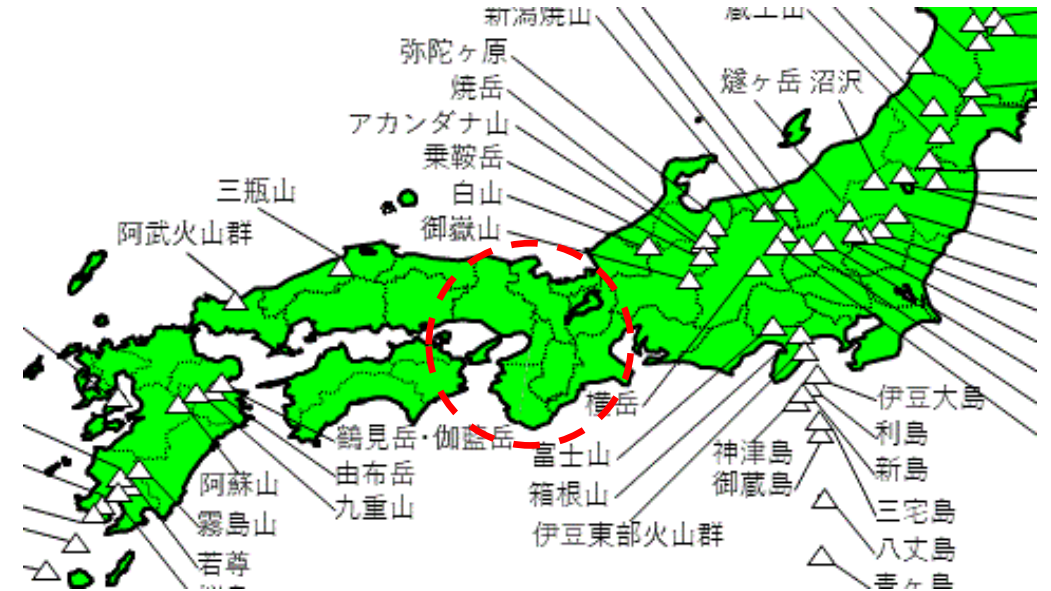 新潟焼山
蔵王山
弥陀ヶ原
焼岳
アカンダナ山
乗鞍岳
白山
御嶽山
燧ヶ岳 沼沢
三瓶山
阿武火山群
横岳
鶴見岳・伽藍岳
由布岳
九重山
阿蘇山
霧島山
若尊
富士山
箱根山
伊豆東部火山群
神津島
御蔵島
伊豆大島
利島
新島
三宅島
八丈島
青ヶ島